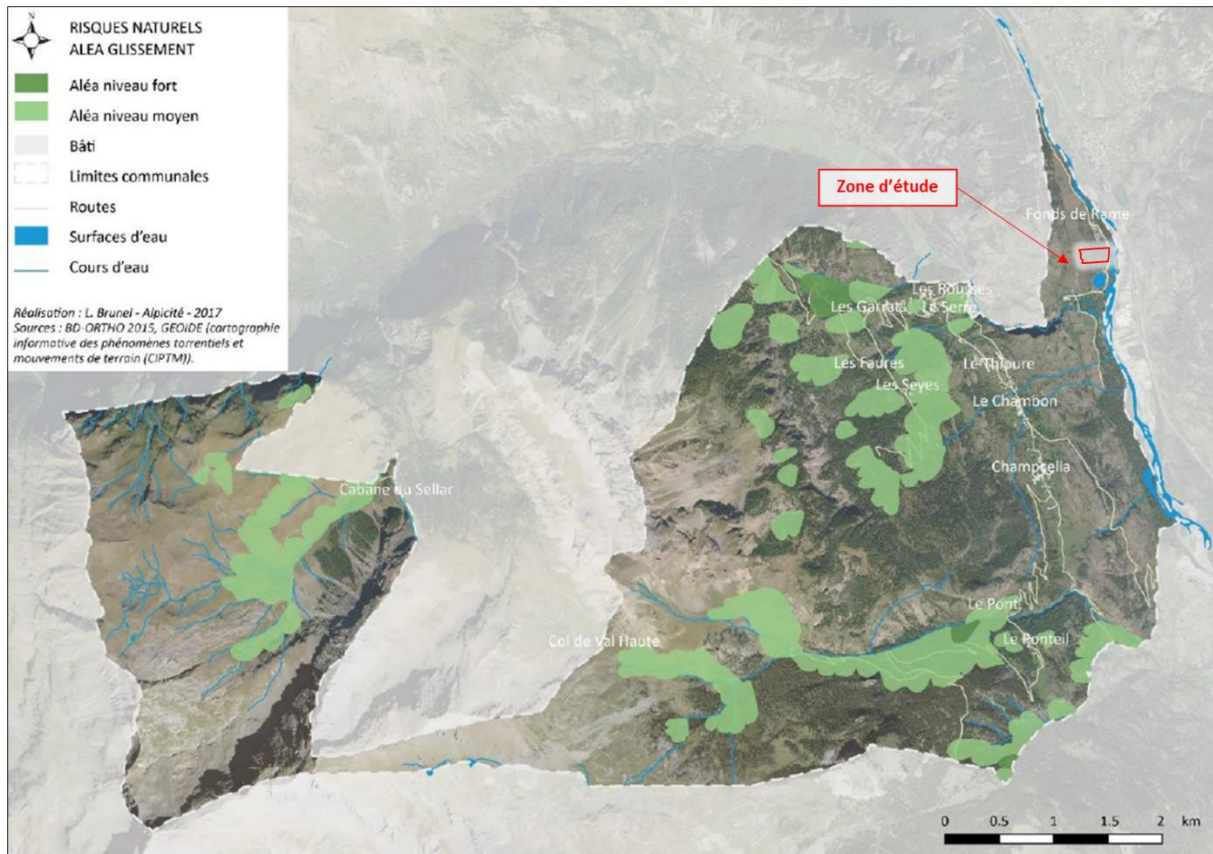 RISQUES NATURELS
ALEA GLISSEMENT
Aléa niveau fort
Aléa niveau moyen
Bâti
Limites communales
Routes
Surfaces d'eau
Cours d'eau
Réalisation : L. Brunel - Alpicité - 2017
Sources : BD-ORTHO 2015, GEOIDE (cartographie
informative des phénomènes torrentiels et
mouvements de terrain (CIPTM)).
Zone d'étude
Fonds de Rame
Les Rousses
Les Garrats
Le Serre
Les Faures
Le Thioure
Les Seyes
Le Chambon
Champcella
Cabane du Sellar
Le Pont
Le Ponteil
Col de Val Haute
0 0.5 1 1.5 2 km